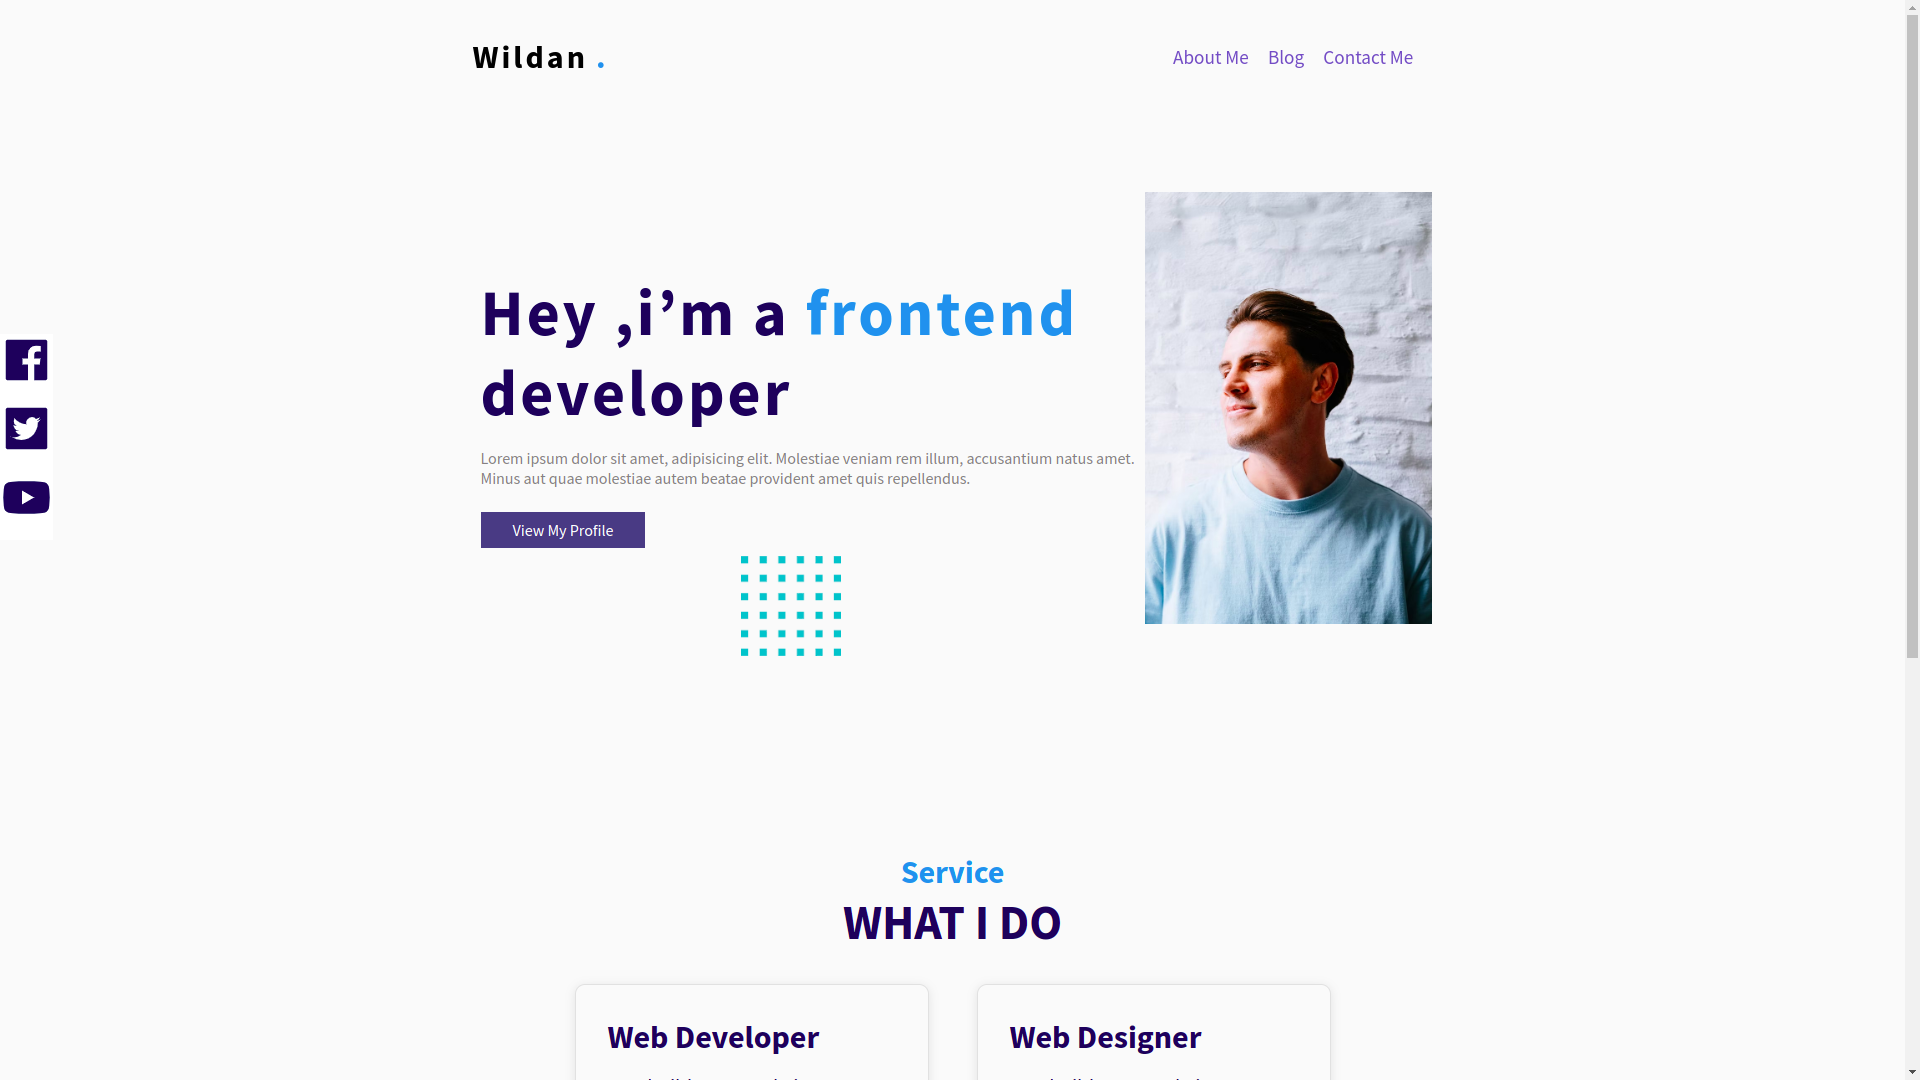 Wildan .
About Me Blog Contact Me
Hey ,i’m a frontend
developer
Lorem ipsum dolor sit amet, adipisicing elit. Molestiae veniam rem illum, accusantium natus amet.
Minus aut quae molestiae autem beatae provident amet quis repellendus.
View My Profile
Service
WHAT I DO
Web Developer
Web Designer